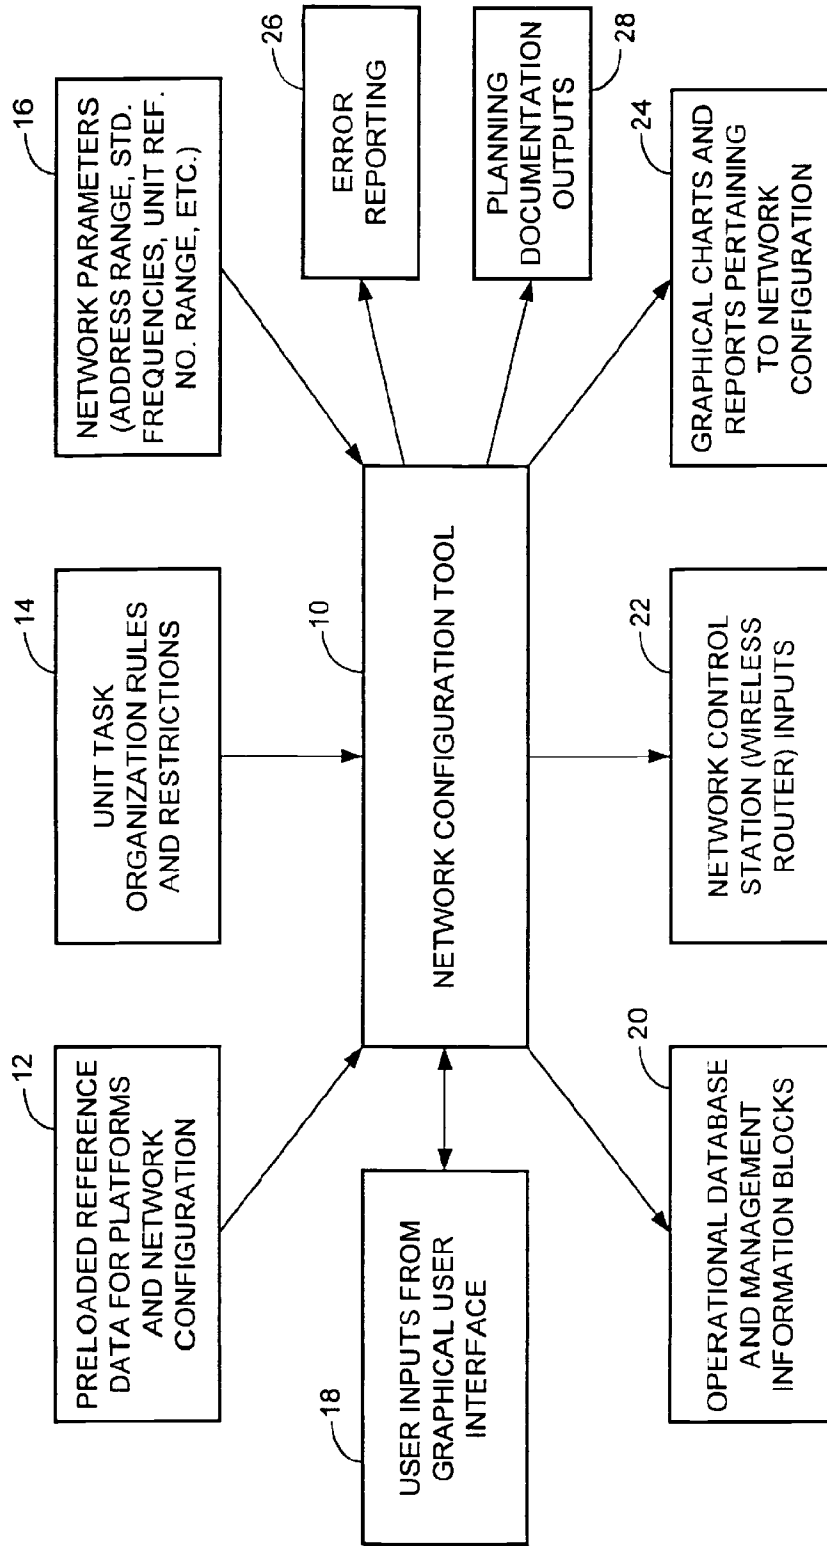 12
PRELOADED REFERENCE
DATA FOR PLATFORMS
AND NETWORK
CONFIGURATION
14
UNIT TASK
ORGANIZATION RULES
AND RESTRICTIONS
16
NETWORK PARAMETERS
(ADDRESS RANGE, STD.
FREQUENCIES, UNIT REF.
NO. RANGE, ETC.)
18
USER INPUTS FROM
GRAPHICAL USER
INTERFACE
10
NETWORK CONFIGURATION TOOL
26
ERROR
REPORTING
28
PLANNING
DOCUMENTATION
OUTPUTS
20
OPERATIONAL DATABASE
AND MANAGEMENT
INFORMATION BLOCKS
22
NETWORK CONTROL
STATION (WIRELESS
ROUTER) INPUTS
24
GRAPHICAL CHARTS AND
REPORTS PERTAINING
TO NETWORK
CONFIGURATION